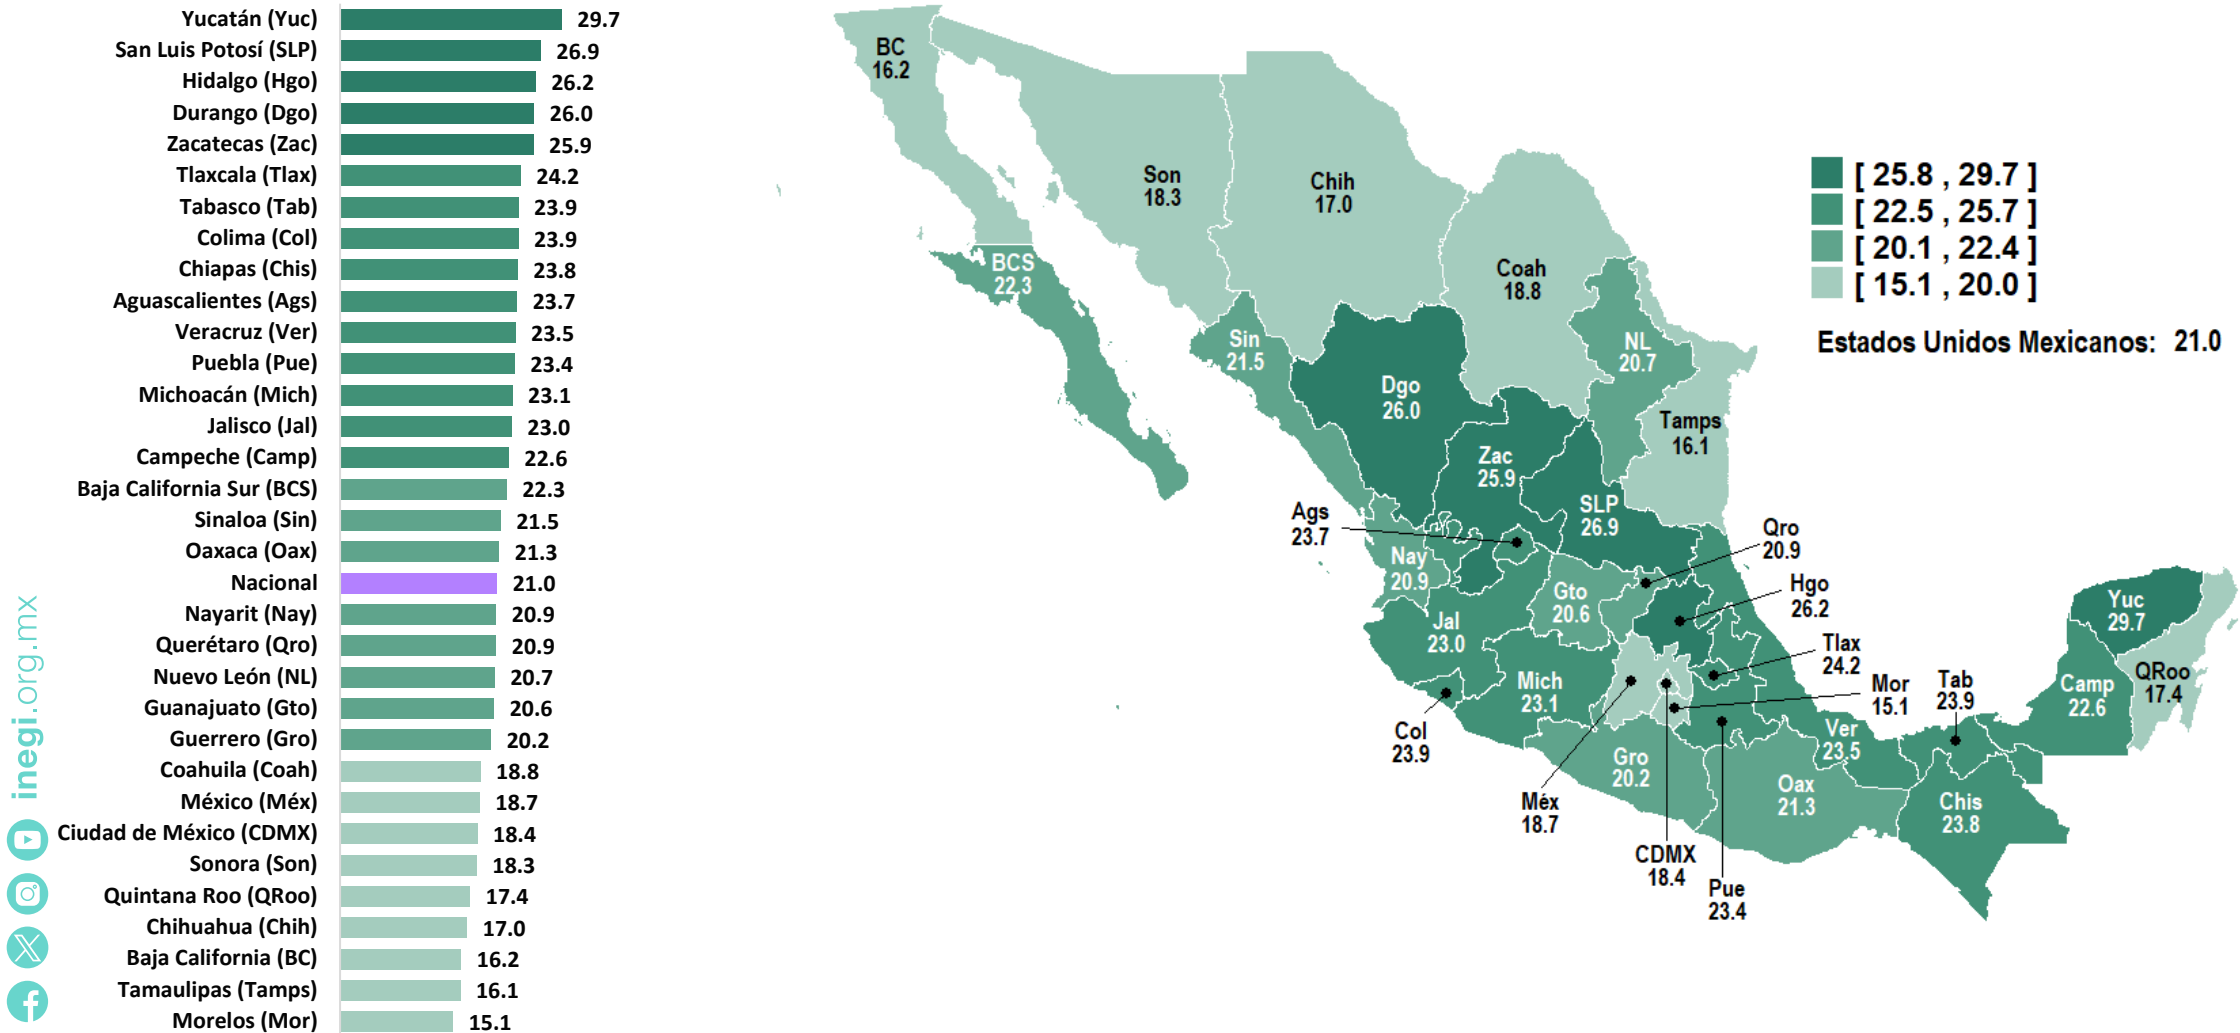 Yucatán (Yuc) 29.7
San Luis Potosí (SLP) 26.9
Hidalgo (Hgo) 26.2
Durango (Dgo) 26.0
Zacatecas (Zac) 25.9
Tlaxcala (Tlax) 24.2
Tabasco (Tab) 23.9
Colima (Col) 23.9
Chiapas (Chis) 23.8
Aguascalientes (Ags) 23.7
Veracruz (Ver) 23.5
Puebla (Pue) 23.4
Michoacán (Mich) 23.1
Jalisco (Jal) 23.0
Campeche (Camp) 22.6
Baja California Sur (BCS) 22.3
Sinaloa (Sin) 21.5
Oaxaca (Oax) 21.3
Nacional 21.0
Nayarit (Nay) 20.9
Querétaro (Qro) 20.9
Nuevo León (NL) 20.7
Guanajuato (Gto) 20.6
Guerrero (Gro) 20.2
Coahuila (Coah) 18.8
México (Méx) 18.7
Ciudad de México (CDMX) 18.4
Sonora (Son) 18.3
Quintana Roo (QRoo) 17.4
Chihuahua (Chih) 17.0
Baja California (BC) 16.2
Tamaulipas (Tamps) 16.1
Morelos (Mor) 15.1
inegi.org.mx
BC
16.2
Son
18.3
Chih
17.0
Coah
18.8
BCS
22.3
Sin
21.5
NL
20.7
Dgo
26.0
Tamps
16.1
Zac
25.9
SLP
26.9
Ags
23.7
Qro
20.9
Nay
20.9
Hgo
26.2
Gto
20.6
Jal
23.0
Yuc
29.7
Tlax
24.2
Mich
23.1
Mor
15.1
Tab
23.9
Camp
22.6
QRoo
17.4
Col
23.9
Ver
23.5
Gro
20.2
Oax
21.3
Méx
18.7
Chis
23.8
CDMX
18.4
Pue
23.4
[ 25.8 , 29.7 ]
[ 22.5 , 25.7 ]
[ 20.1 , 22.4 ]
[ 15.1 , 20.0 ]
Estados Unidos Mexicanos: 21.0